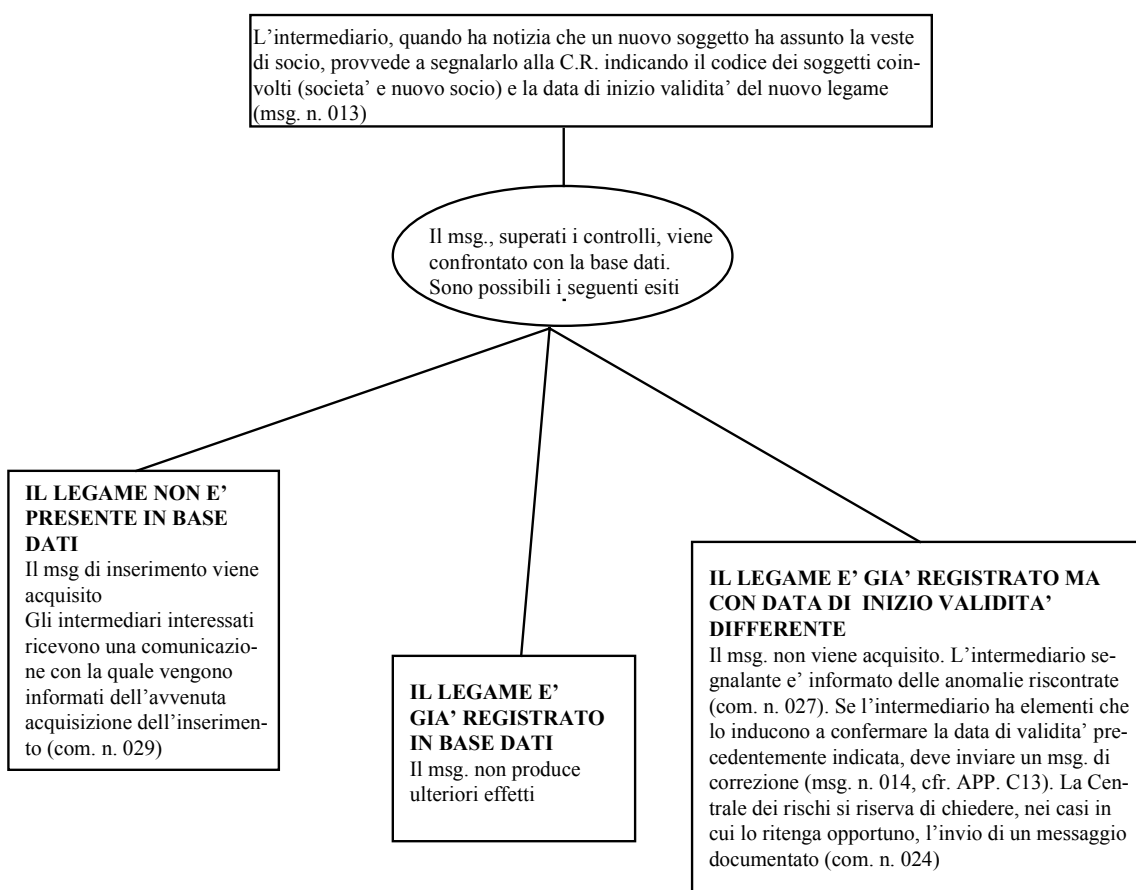 L'intermediario, quando ha notizia che un nuovo soggetto ha assunto la veste
di socio, provvede a segnalarlo alla C.R. indicando il codice dei soggetti coin-
volti (societa' e nuovo socio) e la data di inizio validita' del nuovo legame
(msg. n. 013)
Il msg., superati i controlli, viene
confrontato con la base dati.
Sono possibili i seguenti esiti
IL LEGAME NON E'
PRESENTE IN BASE
DATI
Il msg di inserimento viene
acquisito
Gli intermediari interessati
ricevono una comunicazio-
ne con la quale vengono
informati dell'avvenuta
acquisizione dell'inserimen-
to (com. n. 029)
IL LEGAME E'
GIA' REGISTRATO
IN BASE DATI
Il msg. non produce
ulteriori effetti
IL LEGAME E' GIA' REGISTRATO MA
CON DATA DI INIZIO VALIDITA'
DIFFERENTE
Il msg. non viene acquisito. L'intermediario se-
gnalante e' informato delle anomalie riscontrate
(com. n. 027). Se l'intermediario ha elementi che
lo inducono a confermare la data di validita' pre-
cedentemente indicata, deve inviare un msg. di
correzione (msg. n. 014, cfr. APP. C13). La Cen-
trale dei rischi si riserva di chiedere, nei casi in
cui lo ritenga opportuno, l'invio di un messaggio
documentato (com. n. 024)